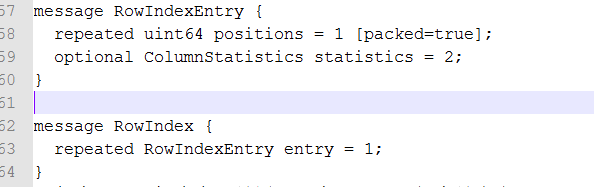 57 message RowIndexEntry {
58 repeated uint64 positions = 1 [packed=true];
59 optional ColumnStatistics statistics = 2;
60 }
61
62 message RowIndex {
63 repeated RowIndexEntry entry = 1;
64 }